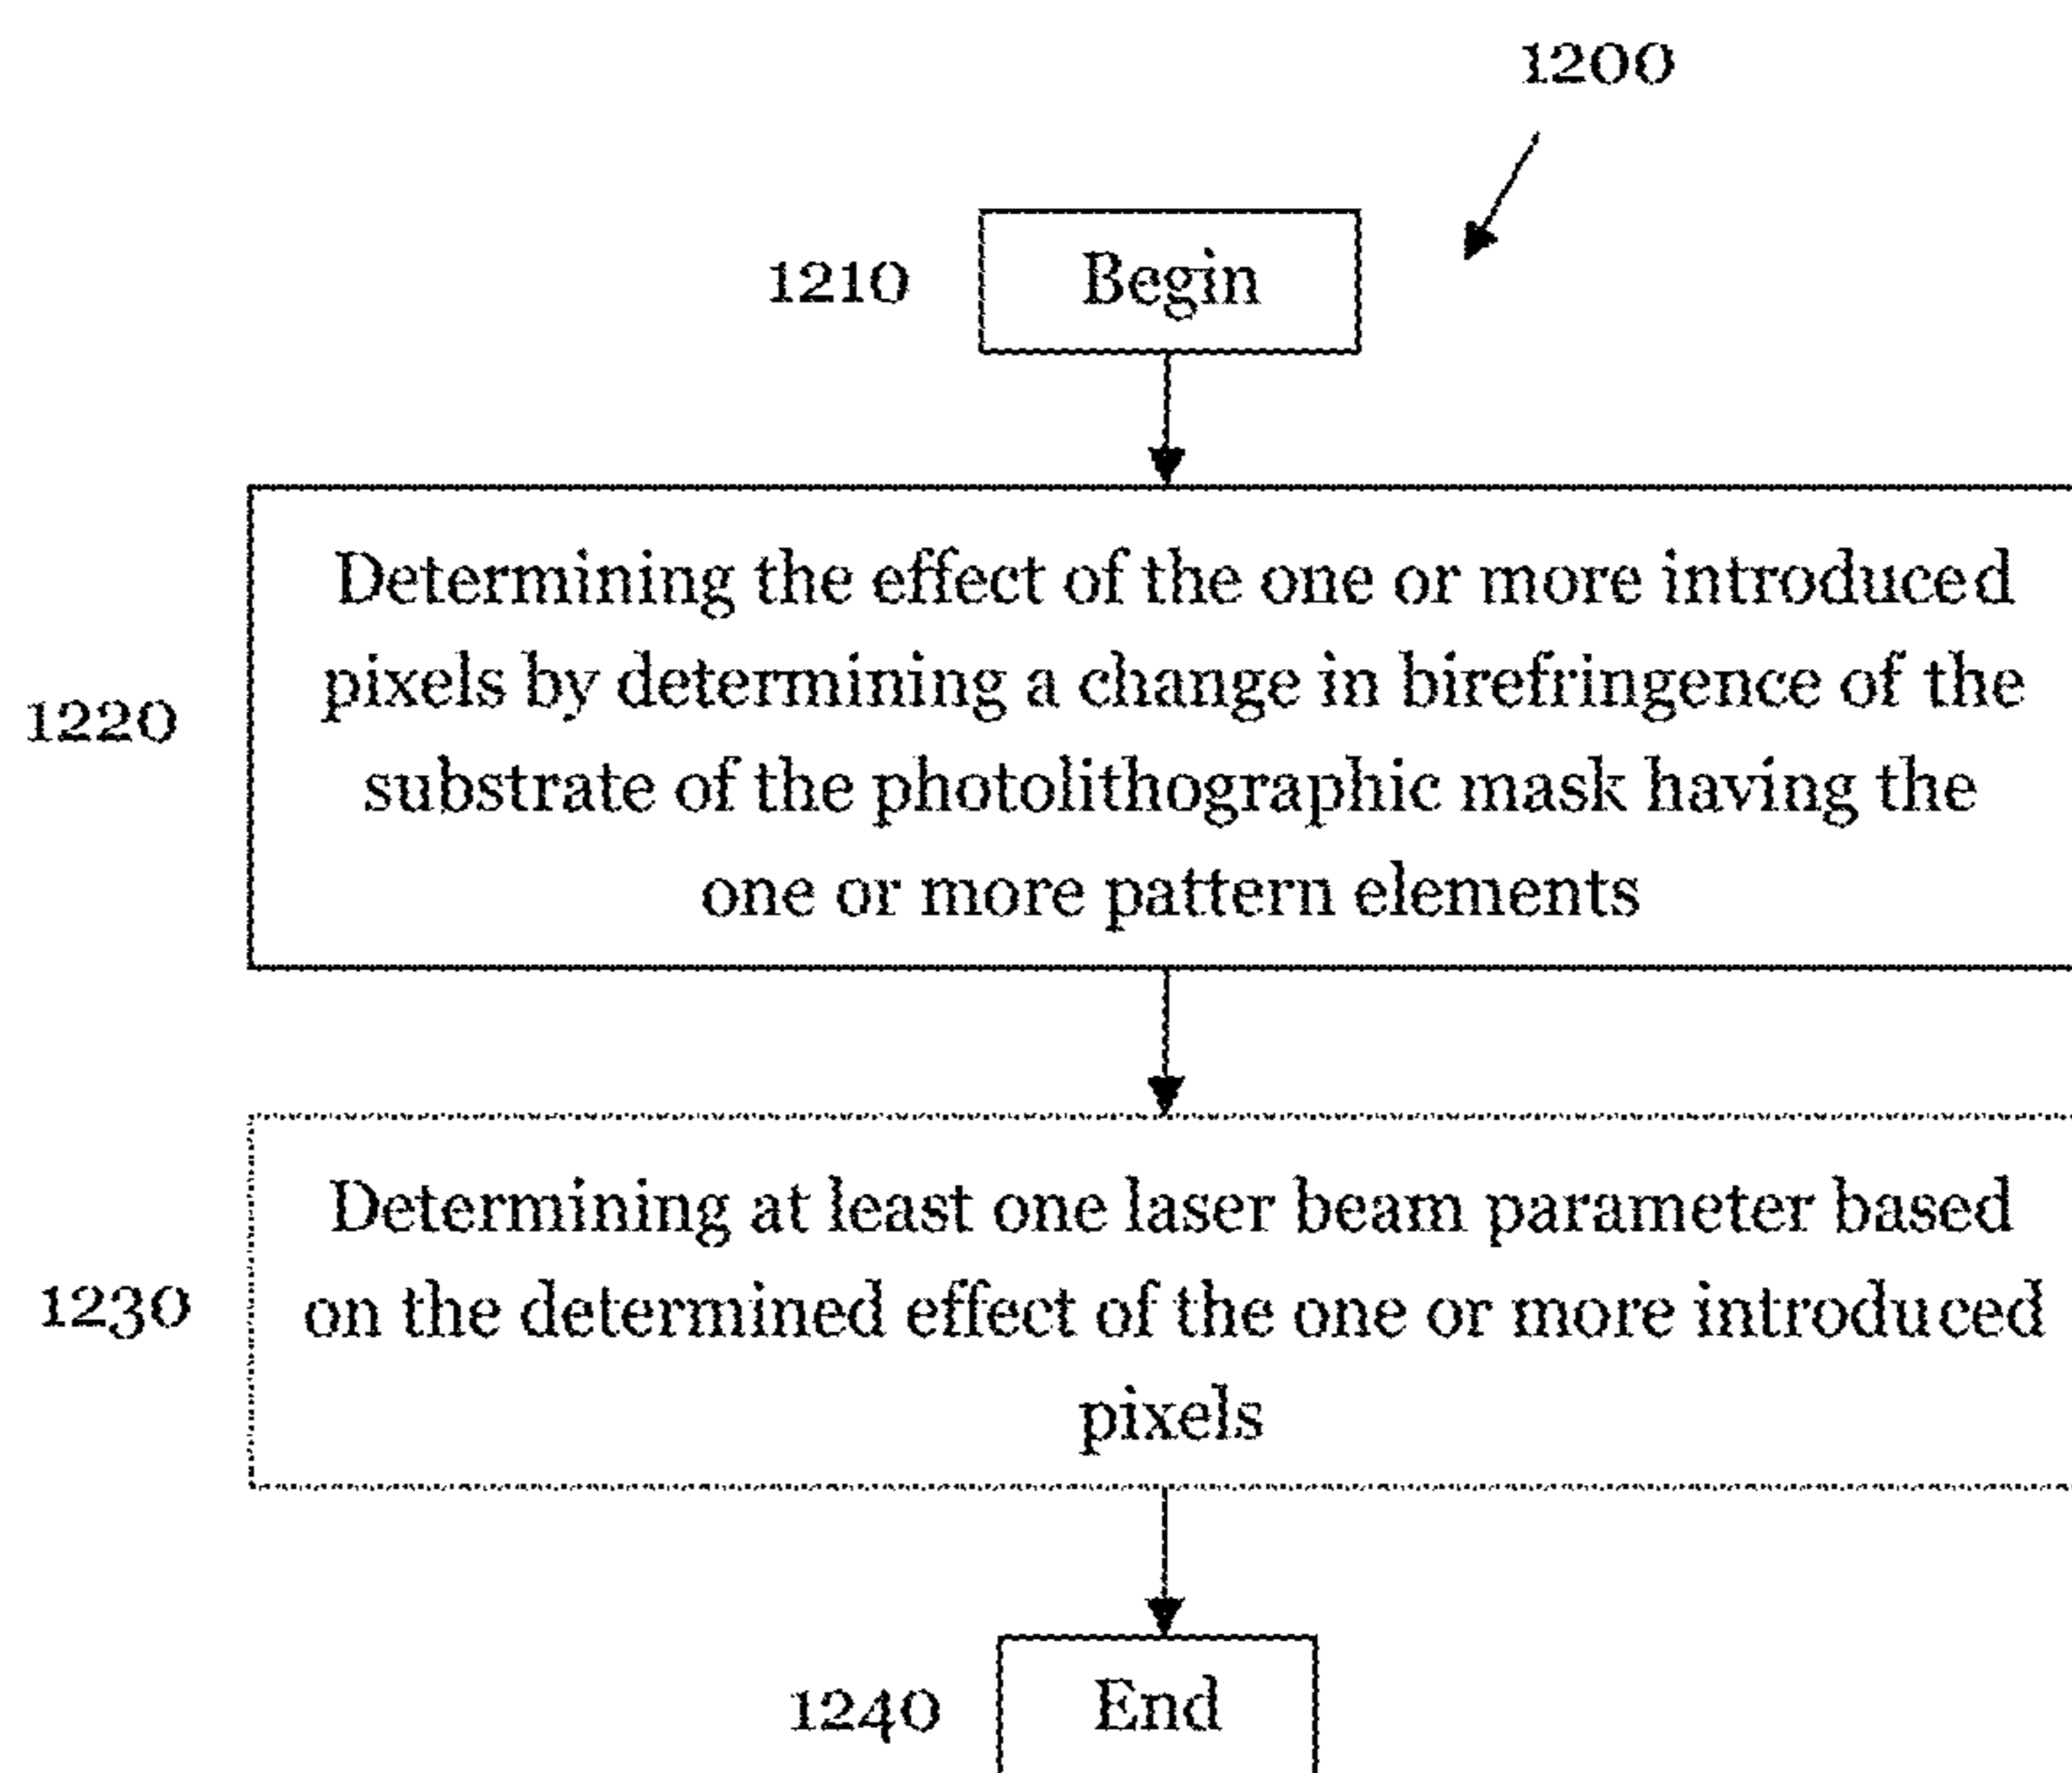 1200
1210 Begin
Determining the effect of the one or more introduced
pixels by determining a change in birefringence of the
1220
substrate of the photolithographic mask having the
one or more pattern elements
Determining at least one laser beam parameter based
1230 on the determined effect of the one or more introduced
pixels
1240 End